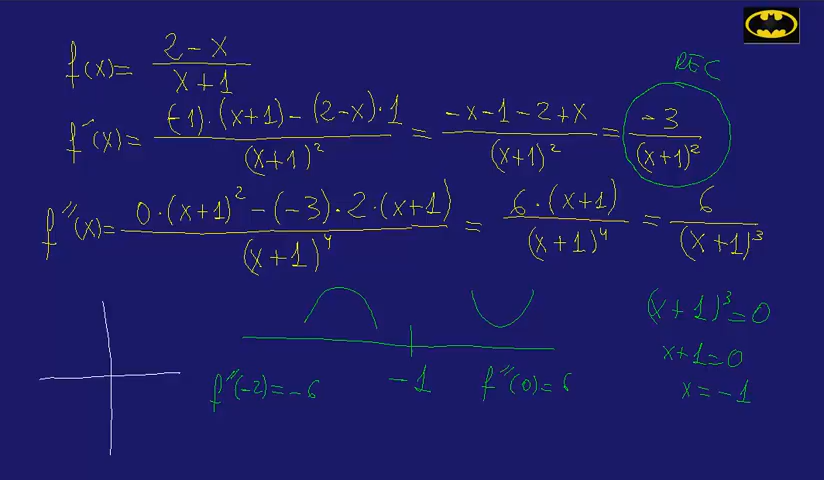 f(x)= (2-x)/(x+1)
REC
f'(x)= ((-1)·(x+1)-(2-x)·1)/(x+1)² = (-x-1-2+x)/(x+1)² = -3/(x+1)²
f''(x)= (0·(x+1)²-(-3)·2·(x+1))/(x+1)⁴ = (6·(x+1))/(x+1)⁴ = 6/(x+1)³
(x+1)³=0
x+1=0
f''(-2)=-6 -1 f''(0)=6 x=-1